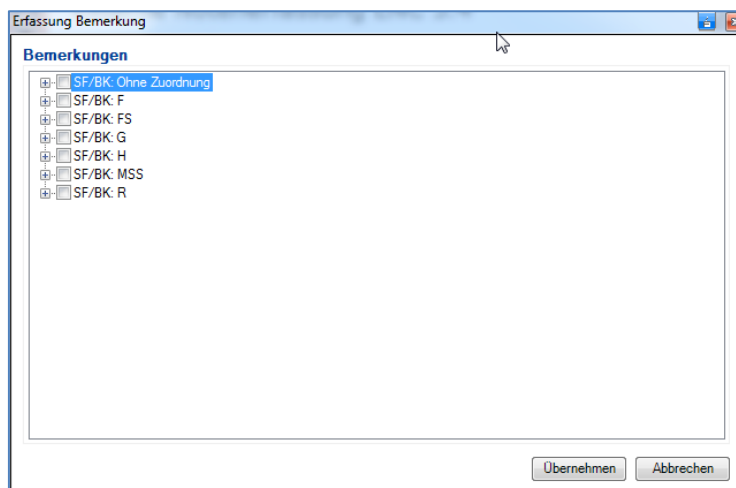 Erfassung Bemerkung
Bemerkungen
SF/BK: Ohne Zuordnung
SF/BK: F
SF/BK: FS
SF/BK: G
SF/BK: H
SF/BK: MSS
SF/BK: R
Übernehmen Abbrechen